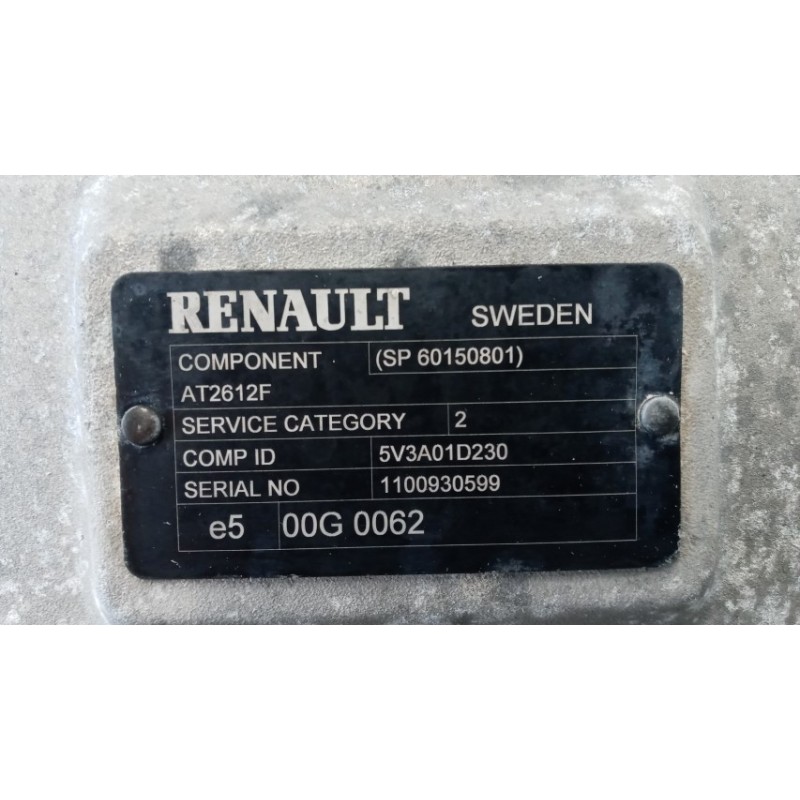 RENAULT SWEDEN
COMPONENT (SP 60150801)
AT2612F
SERVICE CATEGORY 2
COMP ID 5V3A01D230
SERIAL NO 1100930599
e5 00G 0062